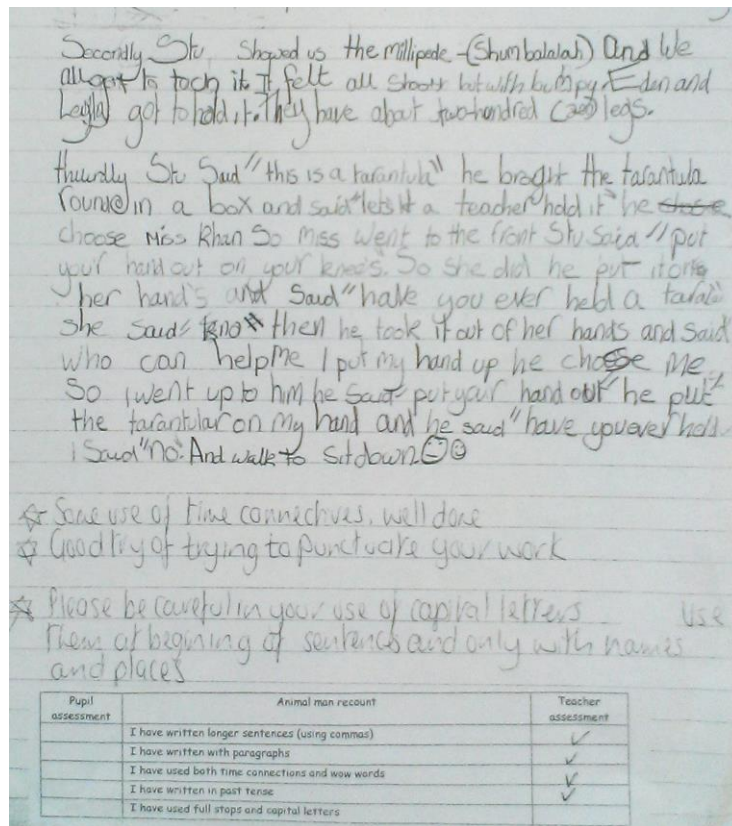 Secondly Stu Showed us the millipede -(Shumbalalah) And We
all got to toch it. It felt all but with bumpy. Eden and
Leyla got to hold it. They have about two-hundred (200) legs.
thuurdly Stu Said "this is a tarantula" he broght the tarantula
round in a box and said "lets let a teacher hold it" he
choose Miss Khan So miss went to the front Stu Said "put
your hand out on your knees. So she did he put it on
her hand's and Said "have you ever held a
she said "no" then he took it out of her hands and said
who can help me I put my hand up he chose me.
So i went up to him he said put your hand out" he put
the tarantular on my hand and he said "have you ever hold
i Said "no". And walk to sit down
Some use of time connectives, well done
Good try of trying to punctuate your work
Please be careful in your use of capital letters Use
them at begining of sentences and only with names
and places
Pupil assessment Animal man recount Teacher assessment
I have written longer sentences (using commas)
I have written with paragraphs
I have used both time connections and wow words
I have written in past tense
I have used full stops and capital letters